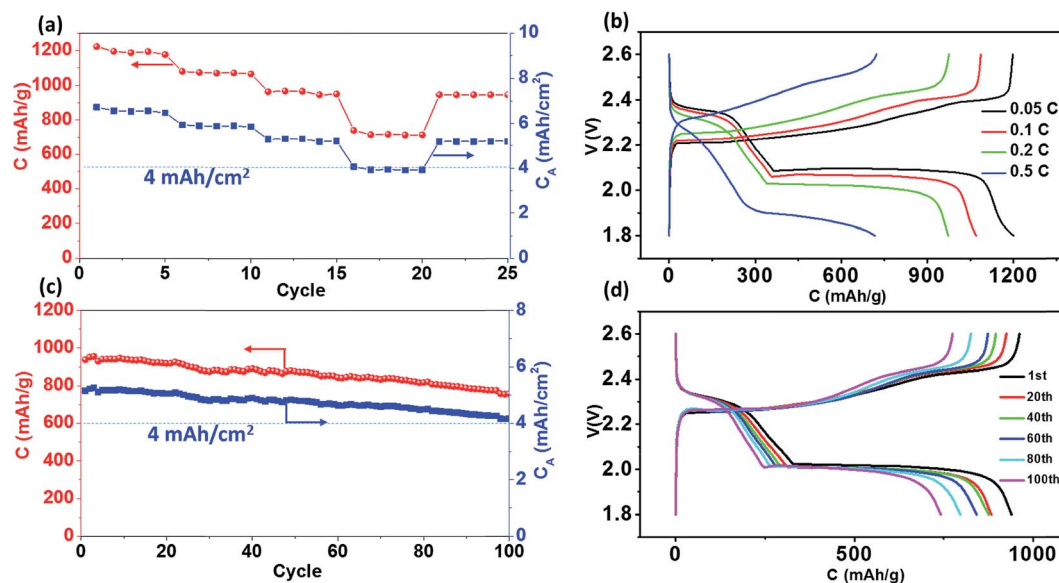 (a)
C (mAh/g)
1200
1000
800
600
400
200
0
0 5 10 15 20 25
Cycle
10
8
6
4
2
0
C_A (mAh/cm²)
4 mAh/cm²
(b)
V(V)
2.6
2.4
2.2
2.0
1.8
0 300 600 900 1200
C (mAh/g)
0.05 C
0.1 C
0.2 C
0.5 C
(c)
C (mAh/g)
1200
1000
800
600
400
200
0
0 20 40 60 80 100
Cycle
8
6
4
2
0
C_A (mAh/cm²)
4 mAh/cm²
(d)
V(V)
2.6
2.4
2.2
2.0
1.8
0 500 1000
C (mAh/g)
1st
20th
40th
60th
80th
100th